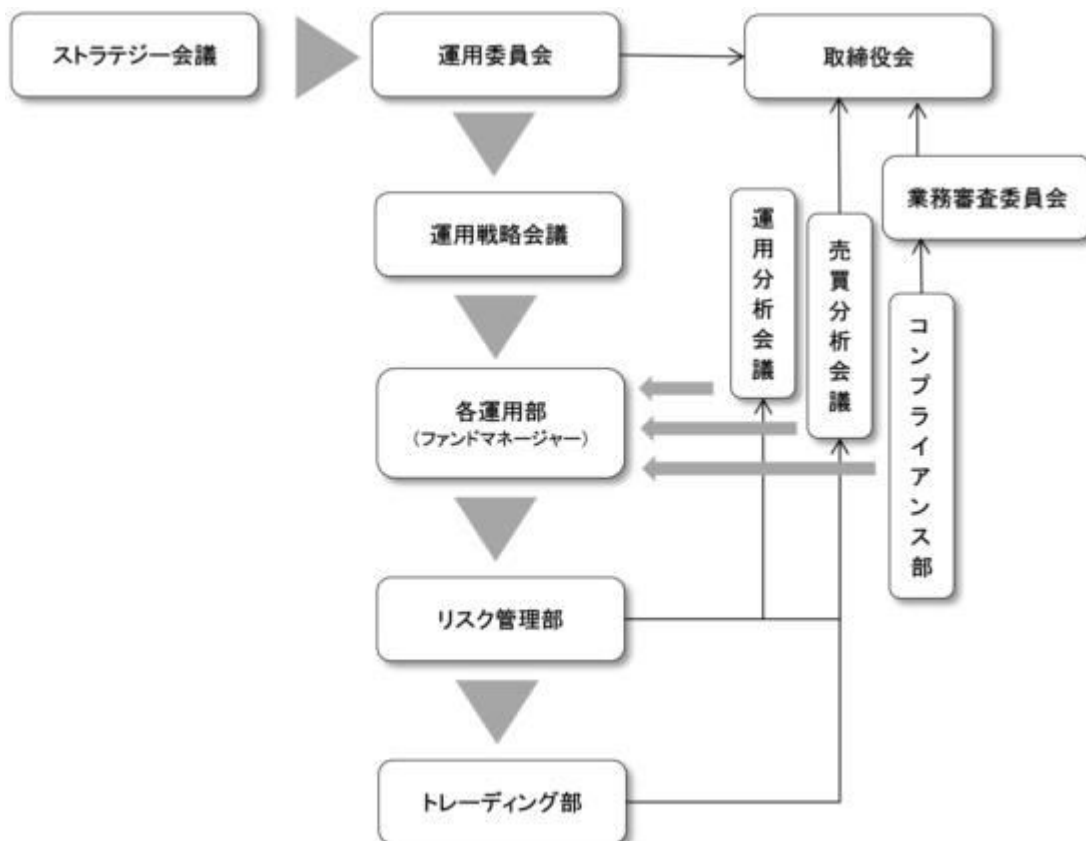 ストラテジー会議
運用委員会
取締役会
業務審査委員会
運用戦略会議
運用分析会議
売買分析会議
コンプライアンス部
各運用部
（ファンドマネージャー）
リスク管理部
トレーディング部